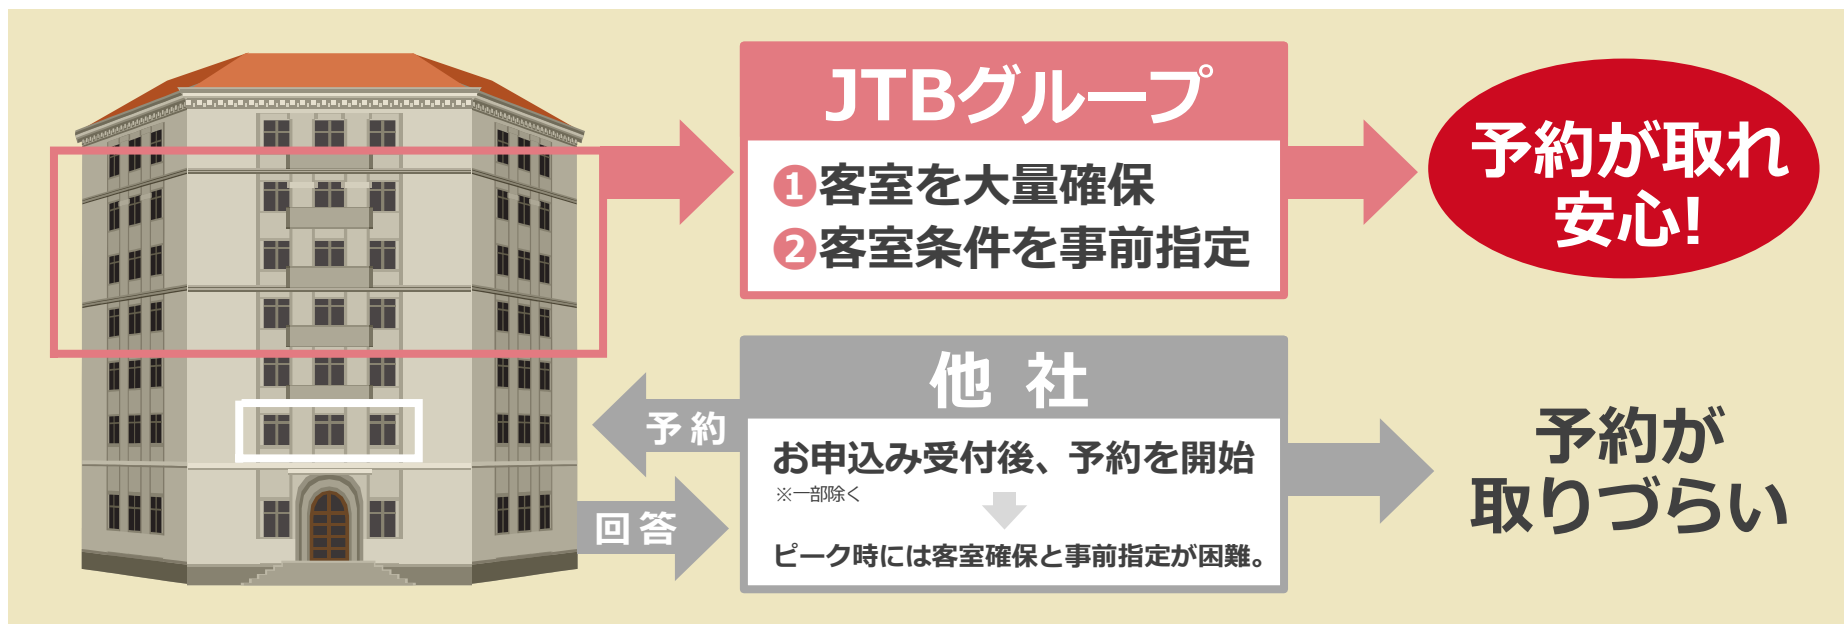 JTBグループ
❶客室を大量確保
❷客室条件を事前指定
予約が取れ
安心!
他 社
予 約
回 答
お申込み受付後、予約を開始
※一部除く
ピーク時には客室確保と事前指定が困難。
予約が
取りづらい